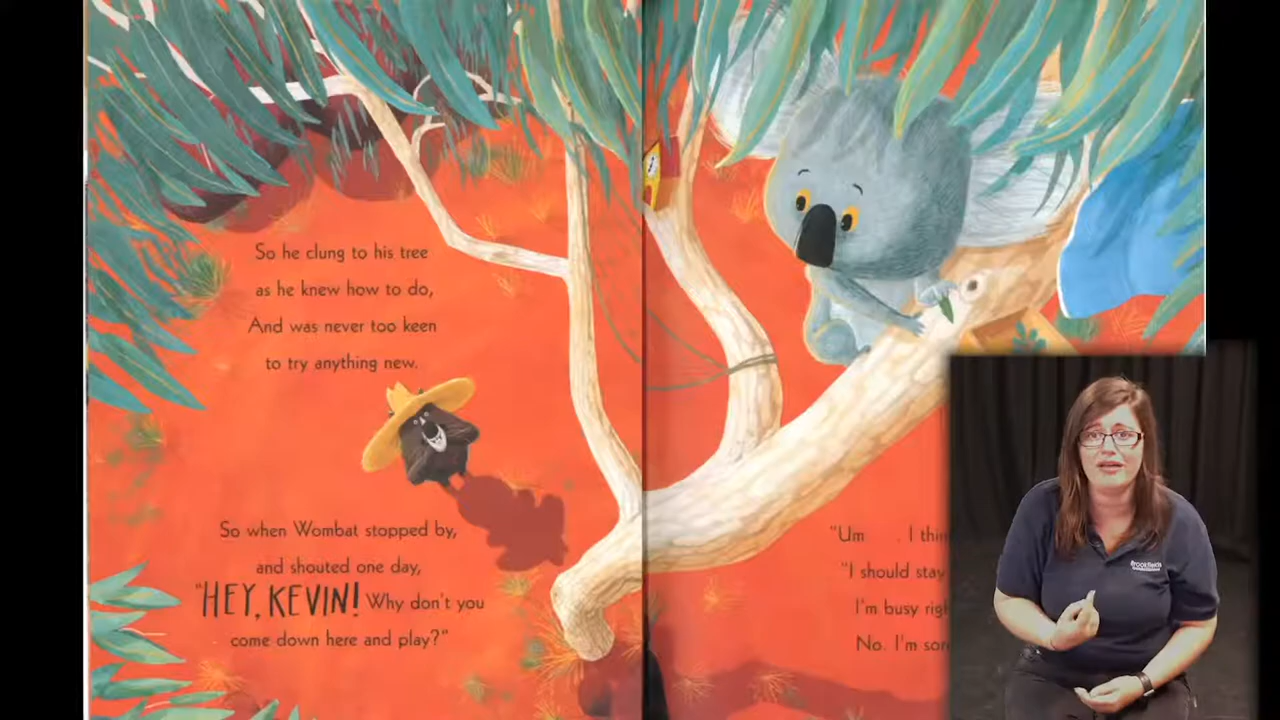 So he clung to his tree
as he knew how to do,
And was never too keen
to try anything new.
So when Wombat stopped by,
and shouted one day,
"HEY, KEVIN! Why don't you
come down here and play?"
"Um . I
"I should stay
I'm busy
No. I'm
Brookfields